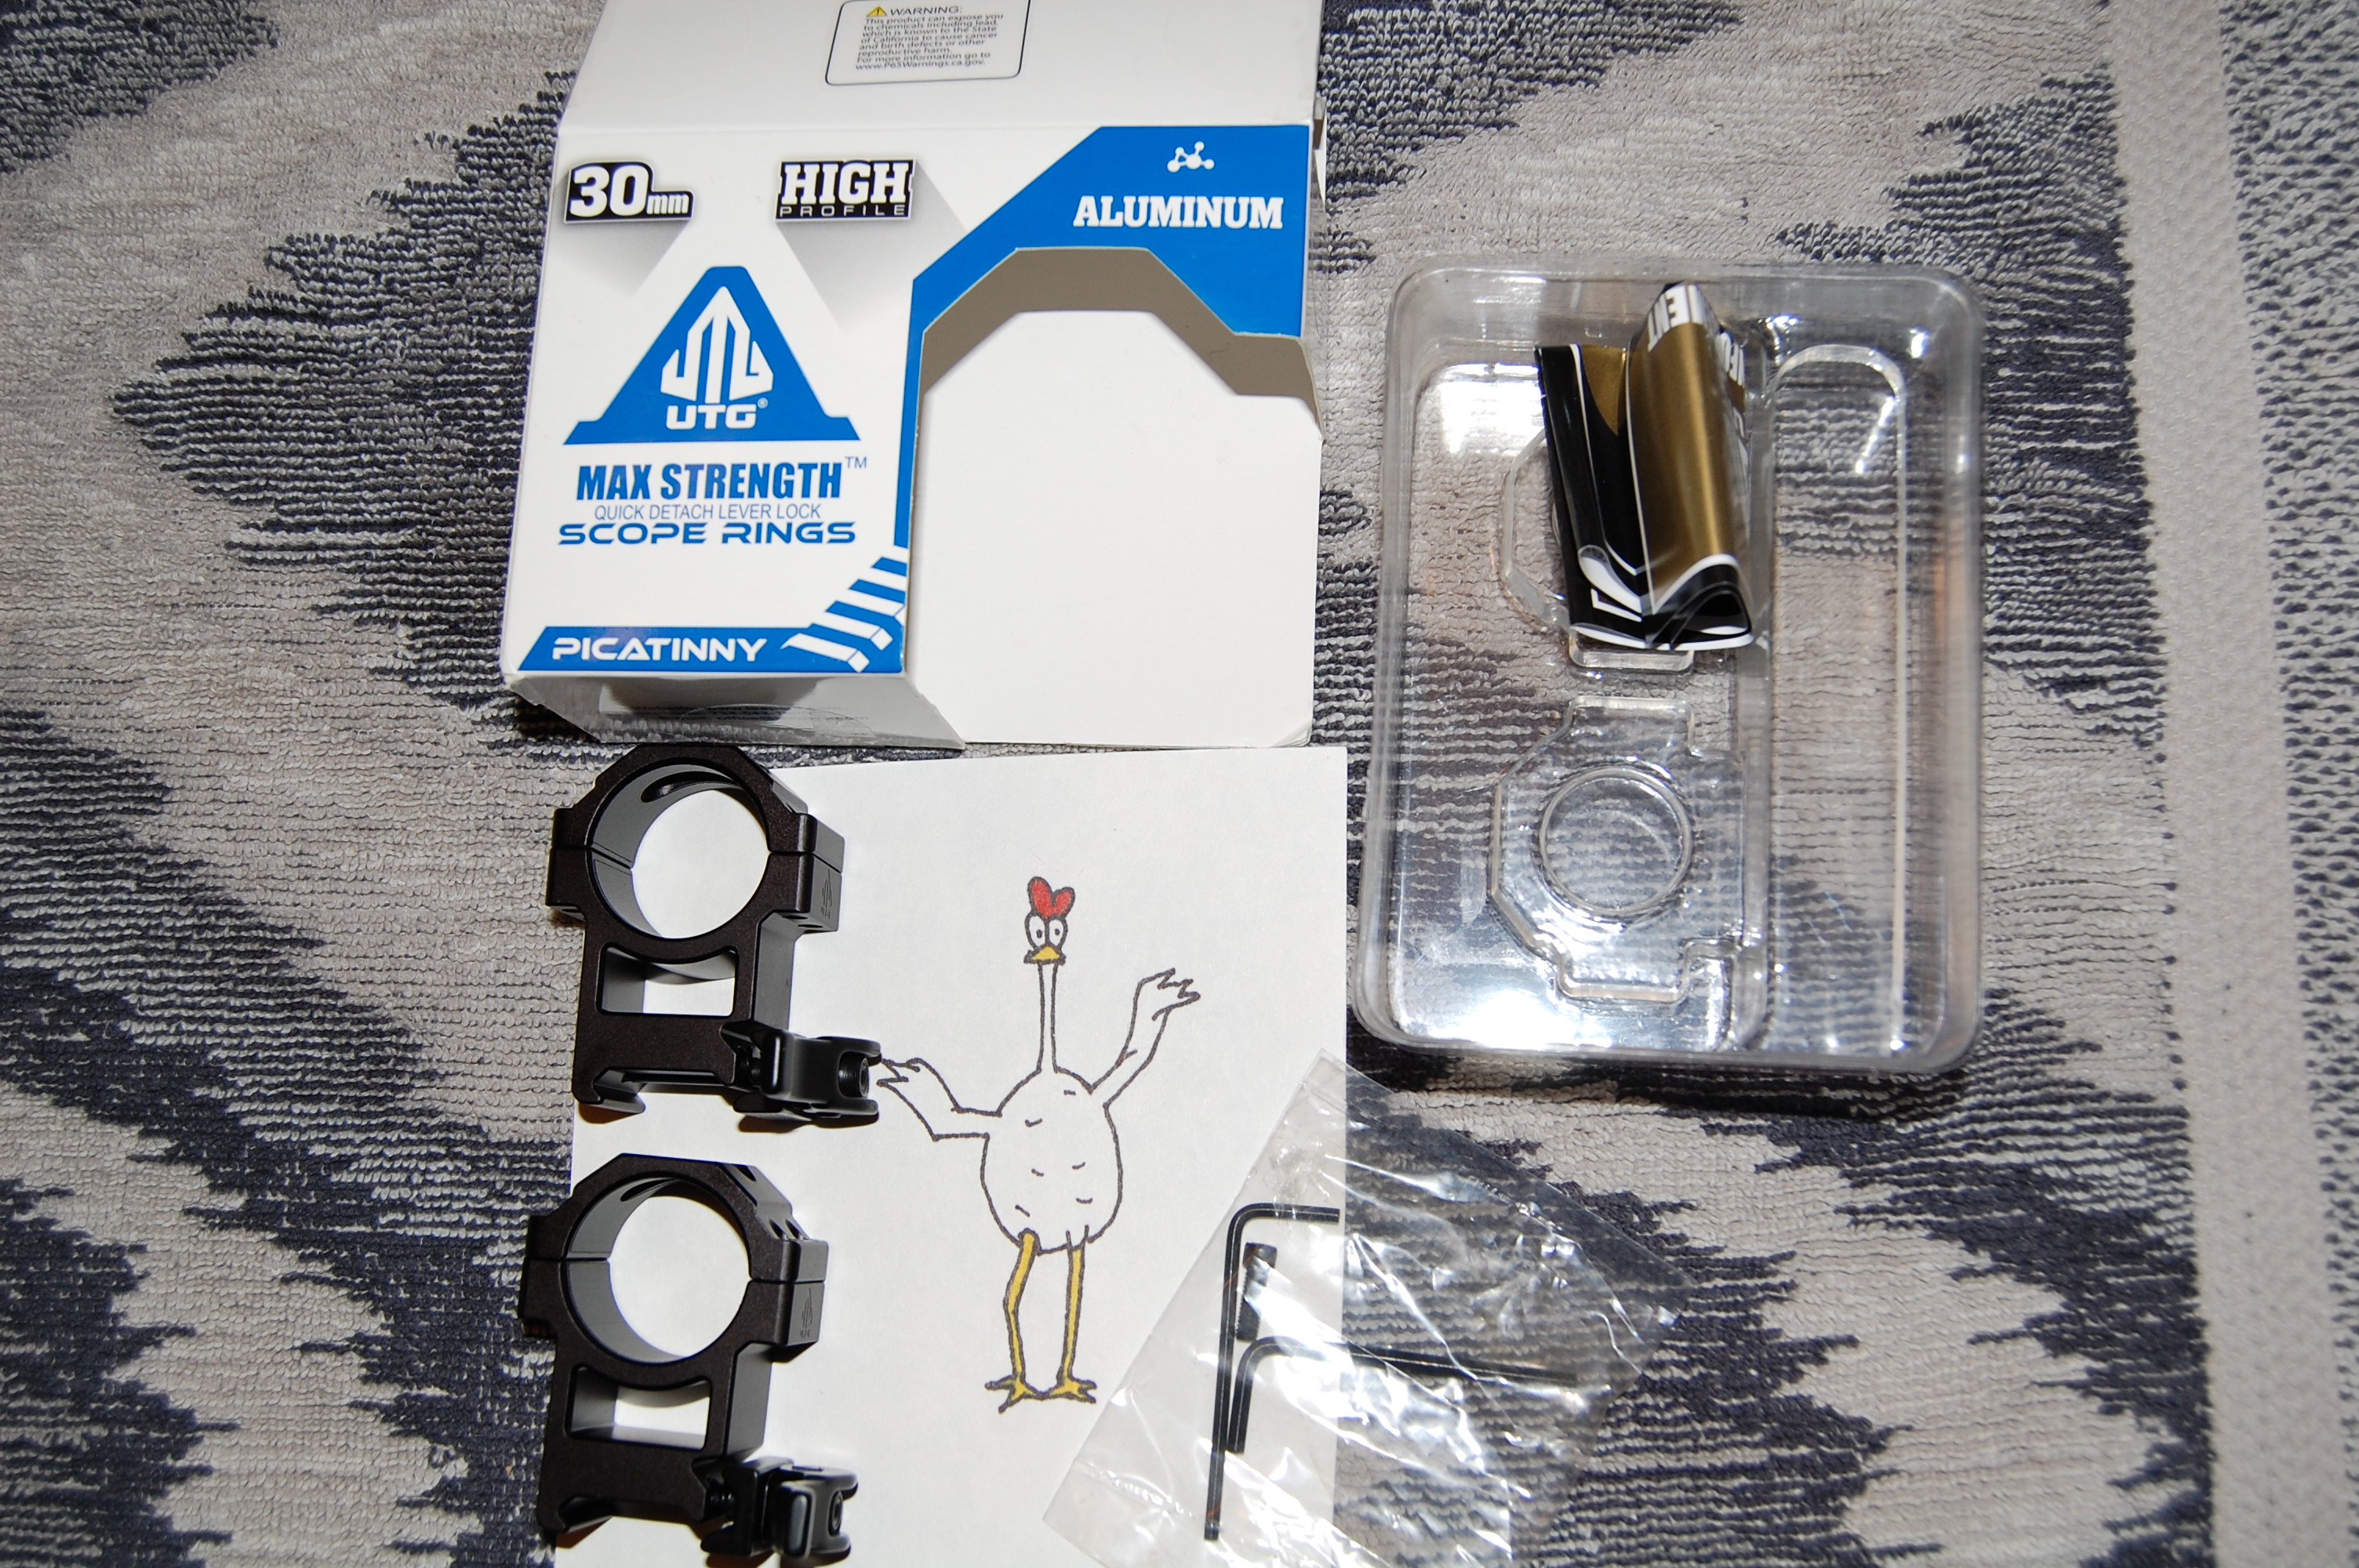 WARNING:
This product can expose you
to chemicals including lead,
which is known to the State
of California to cause cancer
and birth defects or other
reproductive harm.
For more information go to
www.P65Warnings.ca.gov.
30mm
HIGH
PROFILE
ALUMINUM
UTG®
MAX STRENGTH™
QUICK DETACH LEVER LOCK
SCOPE RINGS
PICATINNY